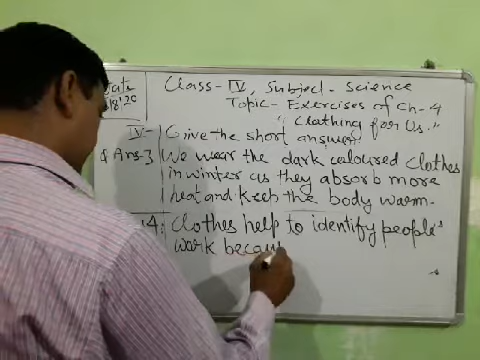 Date
18'20
Class - IV, Subject - Science
Topic - Exercises of Ch - 4
" Clothing for Us. "
IV - Give the short answer.
& Ans-3 We wear the dark coloured clothes
in winter as they absorb more
heat and keep the body warm.
4. Clothes help to identify people's
work becau